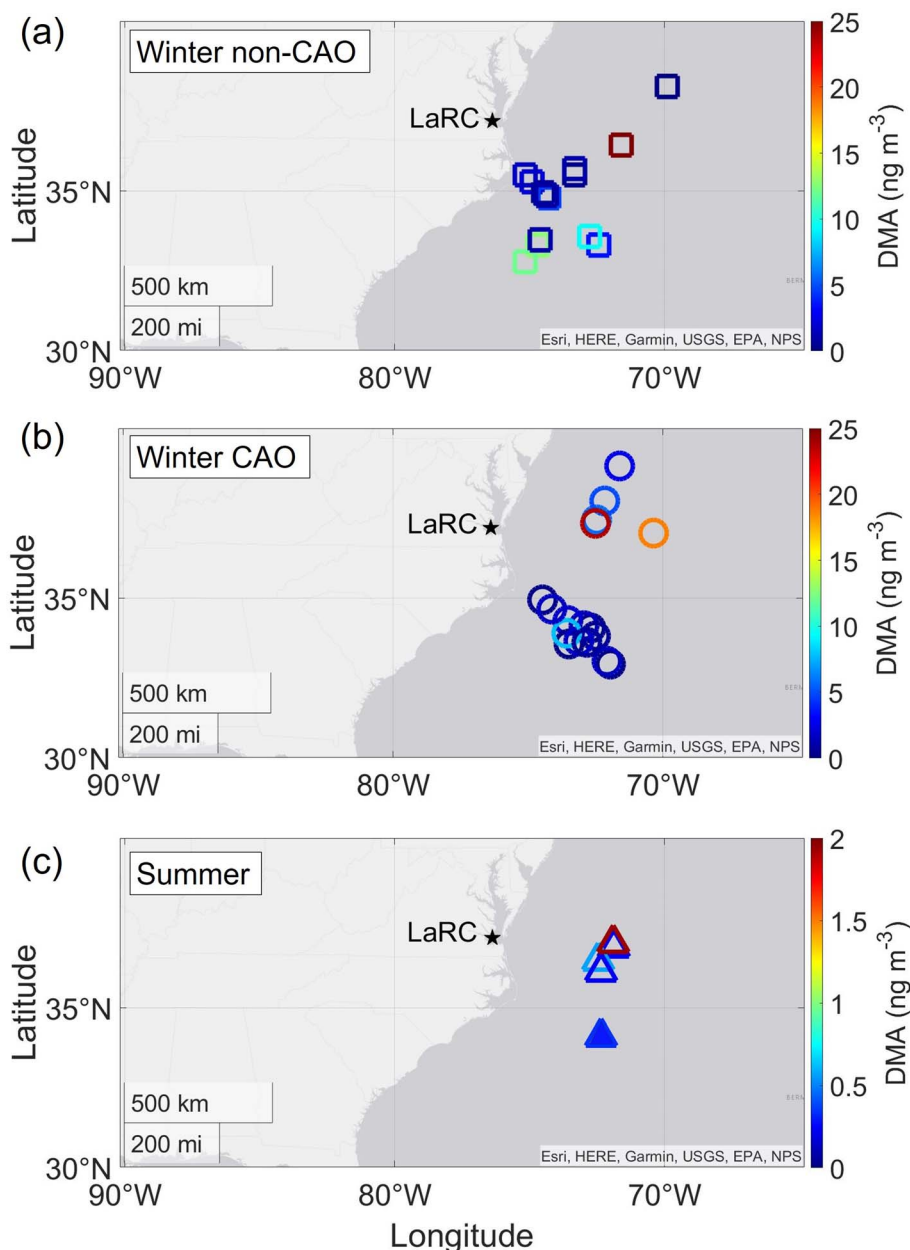 (a)
Winter non-CAO
LaRC
Latitude
35°N
30°N
500 km
200 mi
Esri, HERE, Garmin, USGS, EPA, NPS
BERM
90°W
80°W
70°W
25
20
15
10
5
0
DMA (ng m⁻³)
(b)
Winter CAO
LaRC
Latitude
35°N
30°N
500 km
200 mi
Esri, HERE, Garmin, USGS, EPA, NPS
BERM
90°W
80°W
70°W
25
20
15
10
5
0
DMA (ng m⁻³)
(c)
Summer
LaRC
Latitude
35°N
30°N
500 km
200 mi
Esri, HERE, Garmin, USGS, EPA, NPS
BERM
90°W
80°W
70°W
Longitude
2
1.5
1
0.5
0
DMA (ng m⁻³)